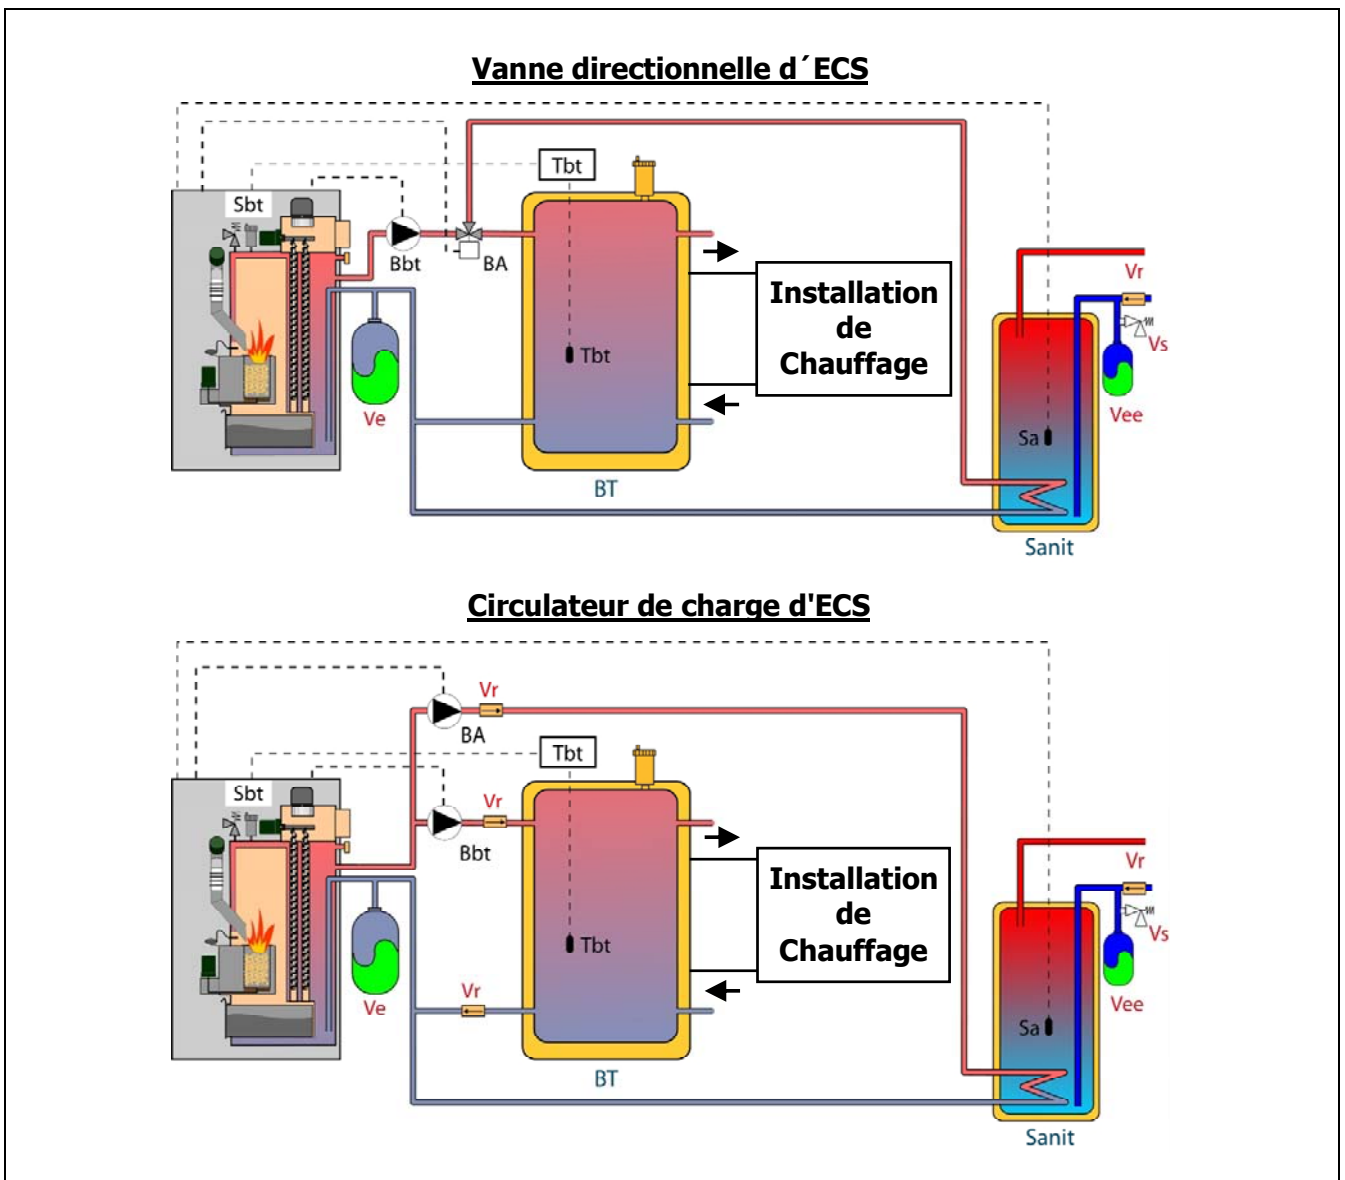 Vanne directionnelle d´ECS
Tbt
Sbt
Bbt
BA
Installation
de
Chauffage
Vr
Vs
Tbt
Ve
Vee
Sa
BT
Sanit
Circulateur de charge d'ECS
Vr
BA
Tbt
Sbt
Vr
Bbt
Installation
de
Chauffage
Vr
Vs
Tbt
Ve
Vr
Vee
Sa
BT
Sanit